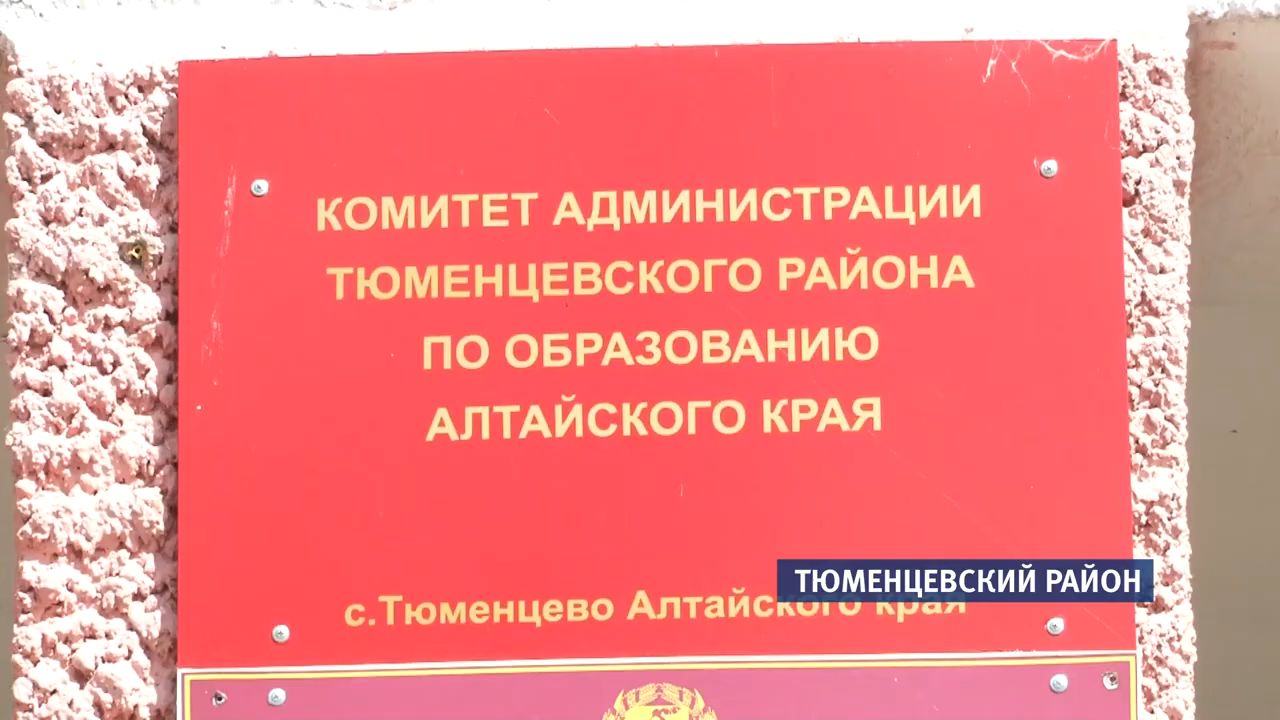 КОМИТЕТ АДМИНИСТРАЦИИ
ТЮМЕНЦЕВСКОГО РАЙОНА
ПО ОБРАЗОВАНИЮ
АЛТАЙСКОГО КРАЯ
ТЮМЕНЦЕВСКИЙ РАЙОН
с.Тюменцево Алтайского края